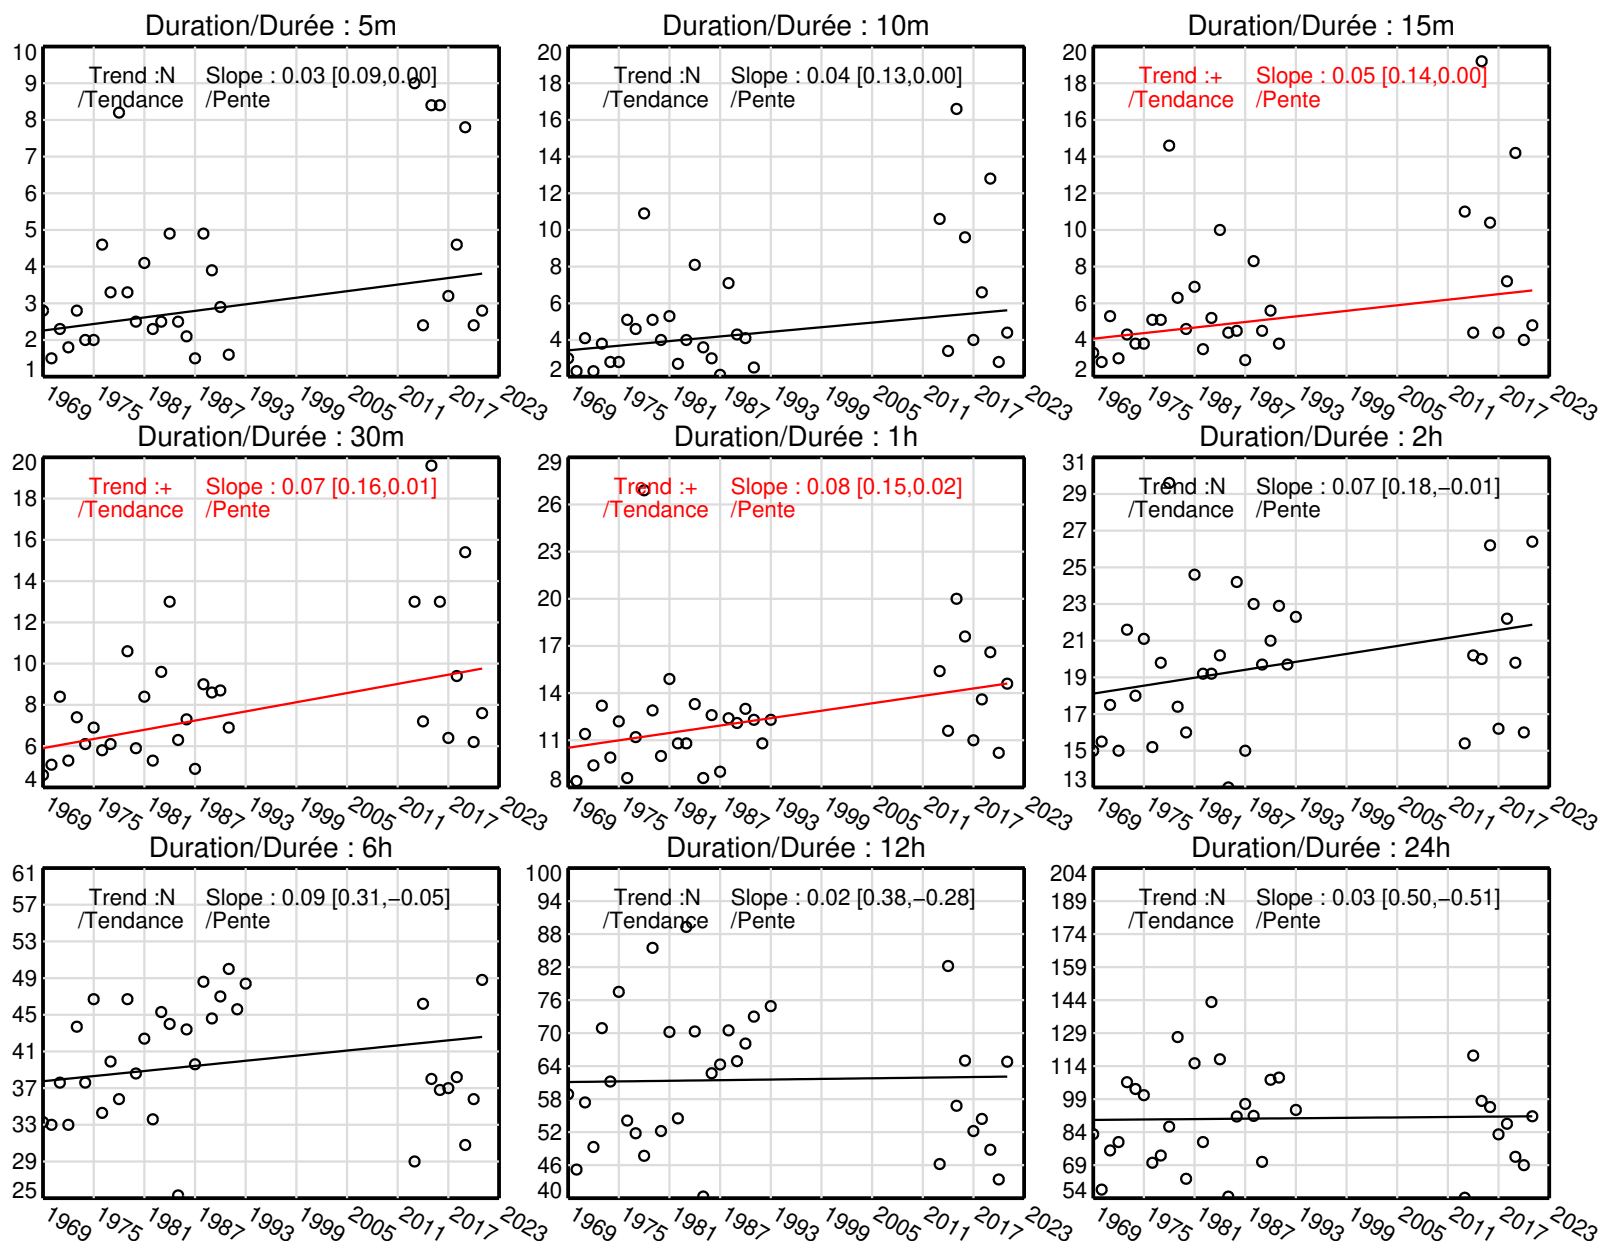 Duration/Durée : 5m
Trend :N Slope : 0.03 [0.09,0.00]
/Tendance /Pente
10
9
8
7
6
5
4
3
2
1
1969 1975 1981 1987 1993 1999 2005 2011 2017 2023
Duration/Durée : 10m
Trend :N Slope : 0.04 [0.13,0.00]
/Tendance /Pente
20
18
16
14
12
10
8
6
4
2
1969 1975 1981 1987 1993 1999 2005 2011 2017 2023
Duration/Durée : 15m
Trend :+ Slope : 0.05 [0.14,0.00]
/Tendance /Pente
20
18
16
14
12
10
8
6
4
2
1969 1975 1981 1987 1993 1999 2005 2011 2017 2023
Duration/Durée : 30m
Trend :+ Slope : 0.07 [0.16,0.01]
/Tendance /Pente
20
18
16
14
12
10
8
6
4
1969 1975 1981 1987 1993 1999 2005 2011 2017 2023
Duration/Durée : 1h
Trend :+ Slope : 0.08 [0.15,0.02]
/Tendance /Pente
29
26
23
20
17
14
11
8
1969 1975 1981 1987 1993 1999 2005 2011 2017 2023
Duration/Durée : 2h
Trend :N Slope : 0.07 [0.18,−0.01]
/Tendance /Pente
31
29
27
25
23
21
19
17
15
13
1969 1975 1981 1987 1993 1999 2005 2011 2017 2023
Duration/Durée : 6h
Trend :N Slope : 0.09 [0.31,−0.05]
/Tendance /Pente
61
57
53
49
45
41
37
33
29
25
1969 1975 1981 1987 1993 1999 2005 2011 2017 2023
Duration/Durée : 12h
Trend :N Slope : 0.02 [0.38,−0.28]
/Tendance /Pente
100
94
88
82
76
70
64
58
52
46
40
1969 1975 1981 1987 1993 1999 2005 2011 2017 2023
Duration/Durée : 24h
Trend :N Slope : 0.03 [0.50,−0.51]
/Tendance /Pente
204
189
174
159
144
129
114
99
84
69
54
1969 1975 1981 1987 1993 1999 2005 2011 2017 2023